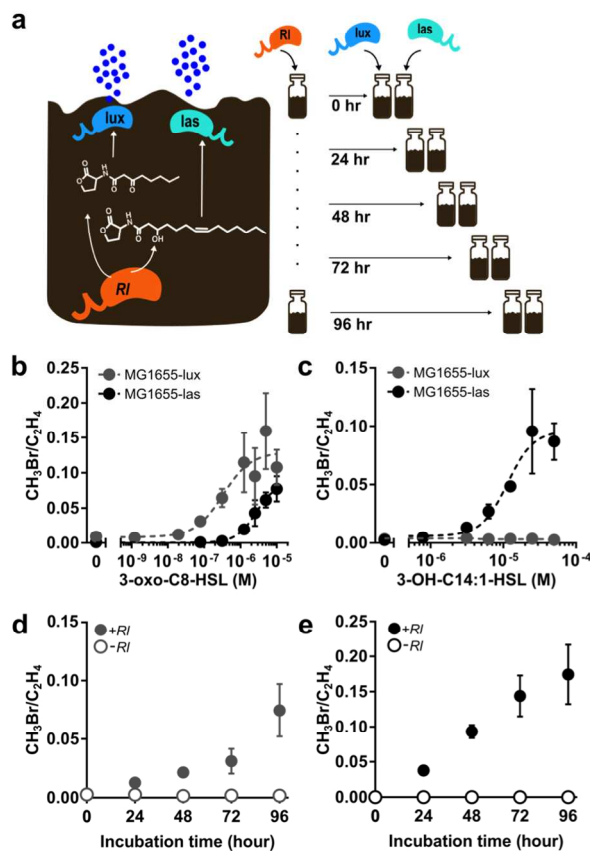 a
Rl
lux
las
0 hr
24 hr
48 hr
72 hr
96 hr
lux
las
O
O
H
N
O
O
O
O
H
N
O
OH
Rl
b
MG1655-lux
MG1655-las
CH3Br/C2H4
0.25
0.20
0.15
0.10
0.05
0.00
0 10⁻⁹ 10⁻⁸ 10⁻⁷ 10⁻⁶ 10⁻⁵
3-oxo-C8-HSL (M)
c
MG1655-lux
MG1655-las
CH3Br/C2H4
0.15
0.10
0.05
0.00
0 10⁻⁶ 10⁻⁵ 10⁻⁴
3-OH-C14:1-HSL (M)
d
+Rl
-Rl
CH3Br/C2H4
0.15
0.10
0.05
0.00
0 24 48 72 96
Incubation time (hour)
e
+Rl
-Rl
CH3Br/C2H4
0.25
0.20
0.15
0.10
0.05
0.00
0 24 48 72 96
Incubation time (hour)